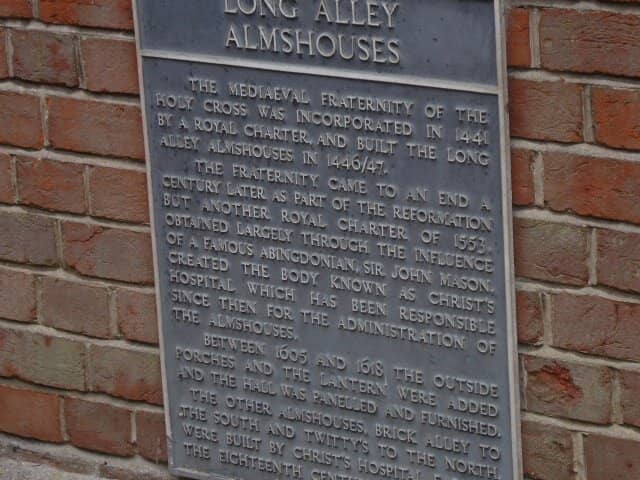 LONG ALLEY
ALMSHOUSES
THE MEDIAEVAL FRATERNITY OF THE
HOLY CROSS WAS INCORPORATED IN 1441
BY A ROYAL CHARTER, AND BUILT THE LONG
ALLEY ALMSHOUSES IN 1446/47.
THE FRATERNITY CAME TO AN END A
CENTURY LATER AS PART OF THE REFORMATION
BUT ANOTHER ROYAL CHARTER OF 1553,
OBTAINED LARGELY THROUGH THE INFLUENCE
OF A FAMOUS ABINGDONIAN, SIR JOHN MASON,
CREATED THE BODY KNOWN AS CHRIST'S
HOSPITAL WHICH HAS BEEN RESPONSIBLE
SINCE THEN FOR THE ADMINISTRATION OF
THE ALMSHOUSES.
BETWEEN 1605 AND 1618 THE OUTSIDE
PORCHES AND THE LANTERN WERE ADDED
AND THE HALL WAS PANELLED AND FURNISHED.
THE OTHER ALMSHOUSES, BRICK ALLEY TO
THE SOUTH AND TWITTY'S TO THE NORTH
WERE BUILT BY CHRIST'S HOSPITAL
THE EIGHTEENTH